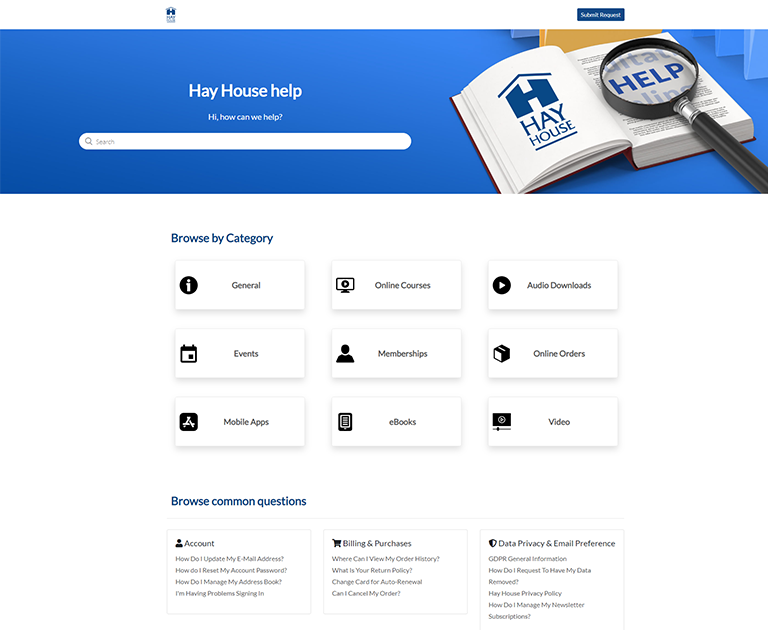 HAY
HOUSE
Submit Request
Hay House help
Hi, how can we help?
Search
HAY
HOUSE
HELP
Browse by Category
General
Online Courses
Audio Downloads
Events
Memberships
Online Orders
Mobile Apps
eBooks
Video
Browse common questions
Account
How Do I Update My E-Mail Address?
How do I Reset My Account Password?
How Do I Manage My Address Book?
I'm Having Problems Signing In
Billing & Purchases
Where Can I View My Order History?
What Is Your Return Policy?
Change Card for Auto-Renewal
Can I Cancel My Order?
Data Privacy & Email Preference
GDPR General Information
How Do I Request To Have My Data
Removed?
Hay House Privacy Policy
How Do I Manage My Newsletter
Subscriptions?